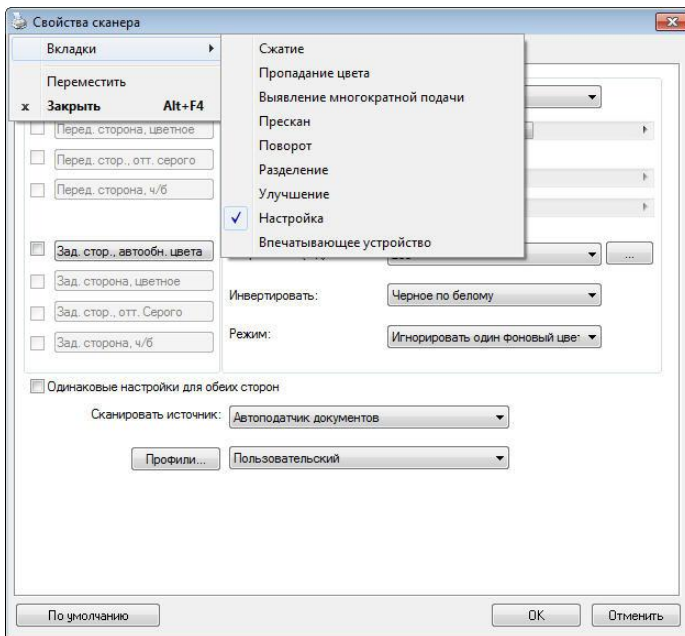 Свойства сканера
Вкладки
Переместить
x Закрыть Alt+F4
Сжатие
Пропадание цвета
Выявление многократной подачи
Прескан
Поворот
Разделение
Улучшение
Настройка
Впечатывающее устройство
Перед. сторона, цветное
Перед. стор., отт. серого
Перед. сторона, ч/б
Зад. стор., автообн. цвета
...
Зад. сторона, цветное
Инвертировать: Черное по белому
Зад. стор., отт. Серого
Режим: Игнорировать один фоновый цвет
Зад. сторона, ч/б
Одинаковые настройки для обеих сторон
Сканировать источник: Автоподатчик документов
Профили... Пользовательский
По умолчанию OK Отменить